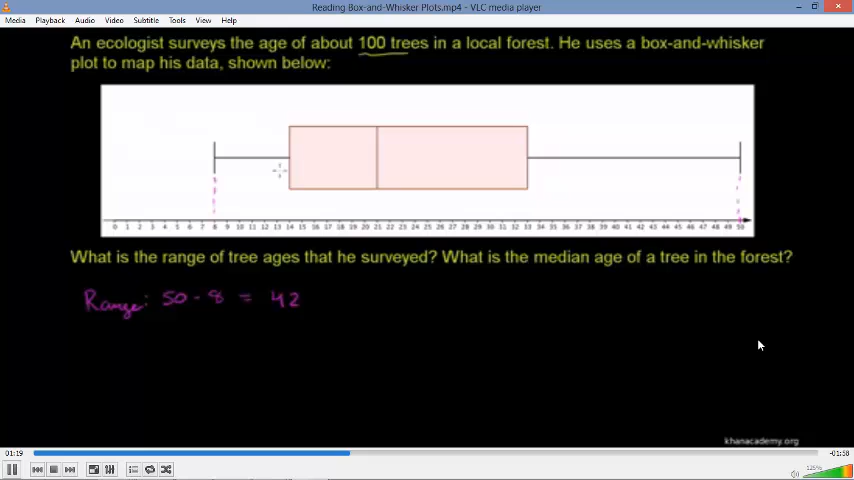 Reading Box-and-Whisker Plots.mp4 - VLC media player
Media Playback Audio Video Subtitle Tools View Help
An ecologist surveys the age of about 100 trees in a local forest. He uses a box-and-whisker
plot to map his data, shown below:
0 1 2 3 4 5 6 7 8 9 10 11 12 13 14 15 16 17 18 19 20 21 22 23 24 25 26 27 28 29 30 31 32 33 34 35 36 37 38 39 40 41 42 43 44 45 46 47 48 49 50
What is the range of tree ages that he surveyed? What is the median age of a tree in the forest?
Range: 50 - 8 = 42
khanacademy.org
01:19 -01:58
125%